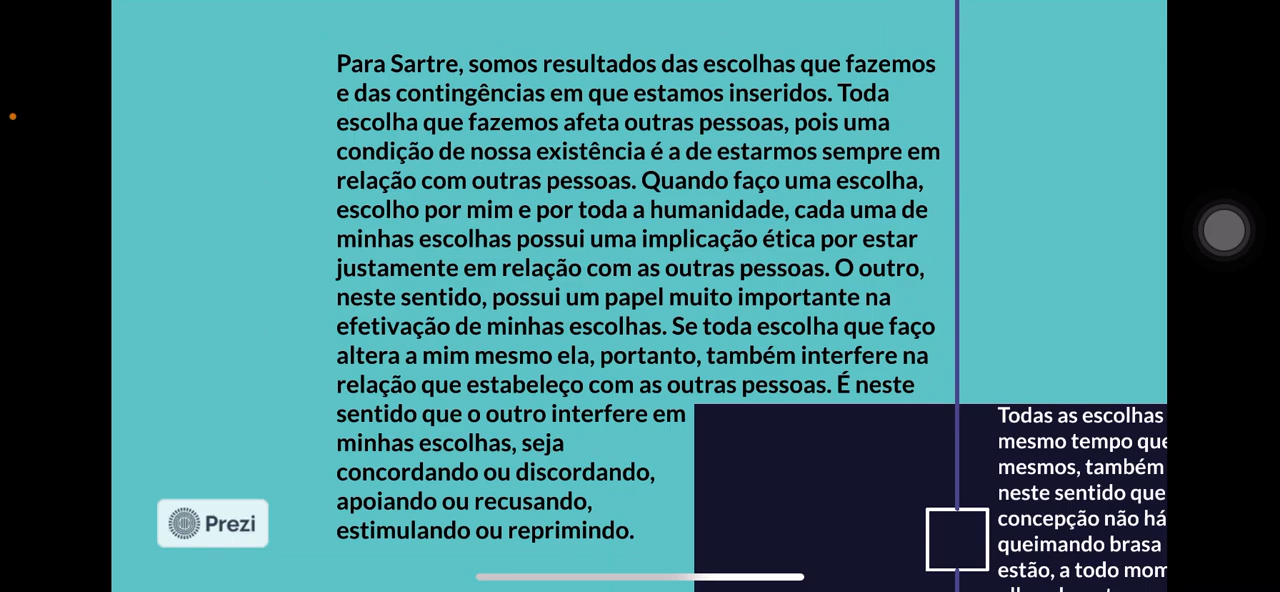 Para Sartre, somos resultados das escolhas que fazemos
e das contingências em que estamos inseridos. Toda
escolha que fazemos afeta outras pessoas, pois uma
condição de nossa existência é a de estarmos sempre em
relação com outras pessoas. Quando faço uma escolha,
escolho por mim e por toda a humanidade, cada uma de
minhas escolhas possui uma implicação ética por estar
justamente em relação com as outras pessoas. O outro,
neste sentido, possui um papel muito importante na
efetivação de minhas escolhas. Se toda escolha que faço
altera a mim mesmo ela, portanto, também interfere na
relação que estabeleço com as outras pessoas. É neste
sentido que o outro interfere em
minhas escolhas, seja
concordando ou discordando,
apoiando ou recusando,
estimulando ou reprimindo.
Todas as escolhas
mesmo tempo que
mesmos, também
neste sentido que
concepção não há
queimando brasa
estão, a todo mom
Prezi